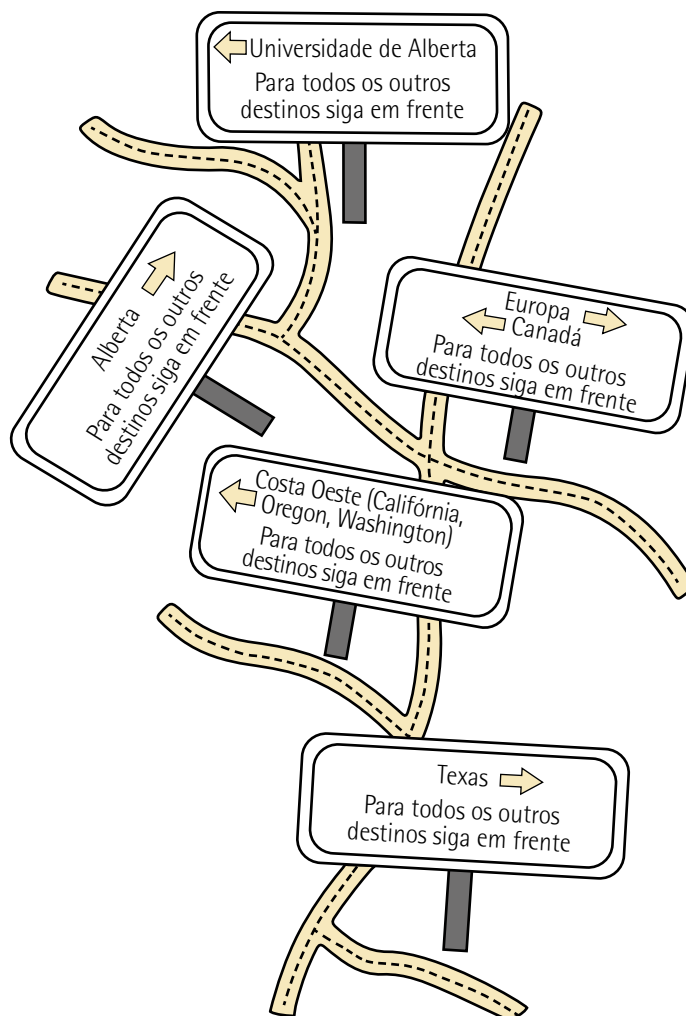 Universidade de Alberta
Para todos os outros
destinos siga em frente
Alberta
Para todos os outros
destinos siga em frente
Europa
Canadá
Para todos os outros
destinos siga em frente
Costa Oeste (Califórnia,
Oregon, Washington)
Para todos os outros
destinos siga em frente
Texas
Para todos os outros
destinos siga em frente